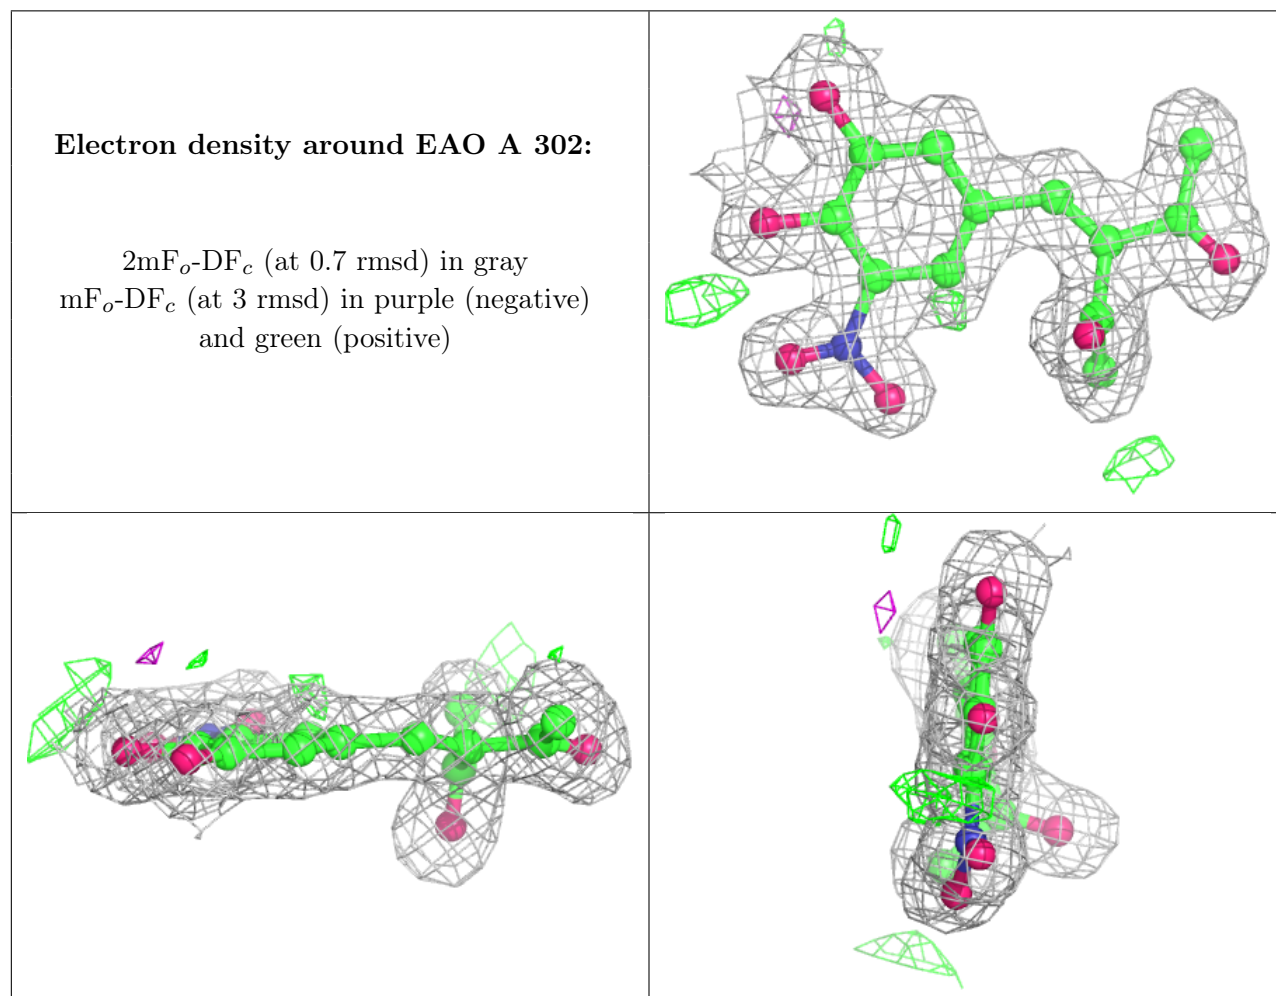 Electron density around EAO A 302:
2mFo-DFc (at 0.7 rmsd) in gray
mFo-DFc (at 3 rmsd) in purple (negative)
and green (positive)